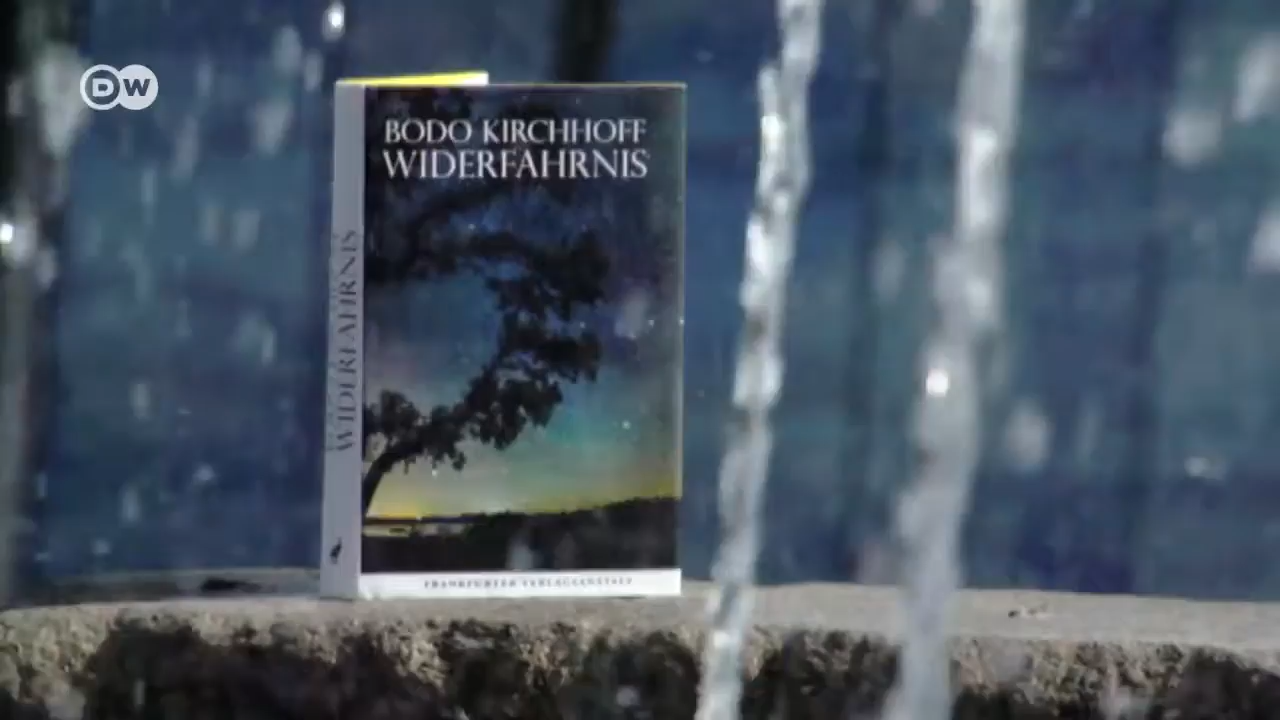 DW
BODO KIRCHHOFF
WIDERFAHRNIS
WIDERFAHRNIS
FRANKFURTER VERLAGSANSTALT